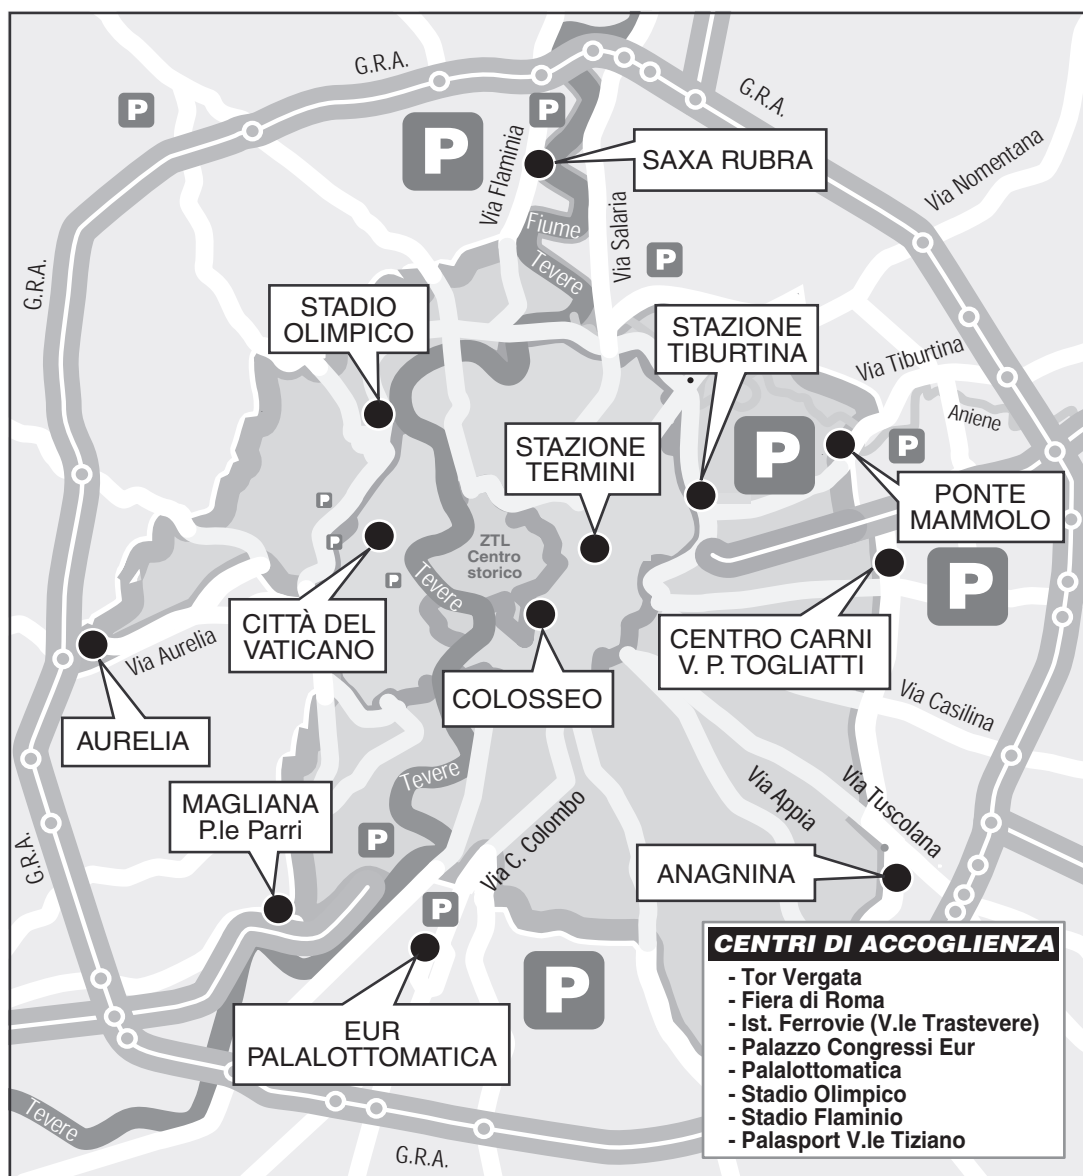 G.R.A.
G.R.A.
P
P
P
SAXA RUBRA
Via Flaminia
Via Nomentana
Fiume
Via Salaria
Tevere
P
G.R.A.
STADIO
OLIMPICO
STAZIONE
TIBURTINA
Via Tiburtina
Aniene
STAZIONE
TERMINI
P
P
PONTE
MAMMOLO
P
P
P
ZTL
Centro
storico
Tevere
P
CITTÀ DEL
VATICANO
Via Aurelia
CENTRO CARNI
V. P. TOGLIATTI
COLOSSEO
AURELIA
Via Casilina
Tevere
MAGLIANA
P.le Parri
P
Via C. Colombo
Via Appia
Via Tuscolana
G.R.A.
ANAGNINA
P
P
EUR
PALALOTTOMATICA
Tevere
G.R.A.
CENTRI DI ACCOGLIENZA
- Tor Vergata
- Fiera di Roma
- Ist. Ferrovie (V.le Trastevere)
- Palazzo Congressi Eur
- Palalottomatica
- Stadio Olimpico
- Stadio Flaminio
- Palasport V.le Tiziano